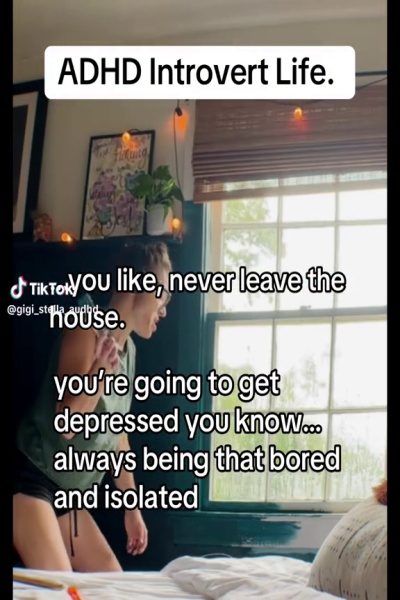 ADHD Introvert Life.
you like, never leave the
TikTok
@gigi_stella_audhd
house.
you're going to get
depressed you know...
always being that bored
and isolated